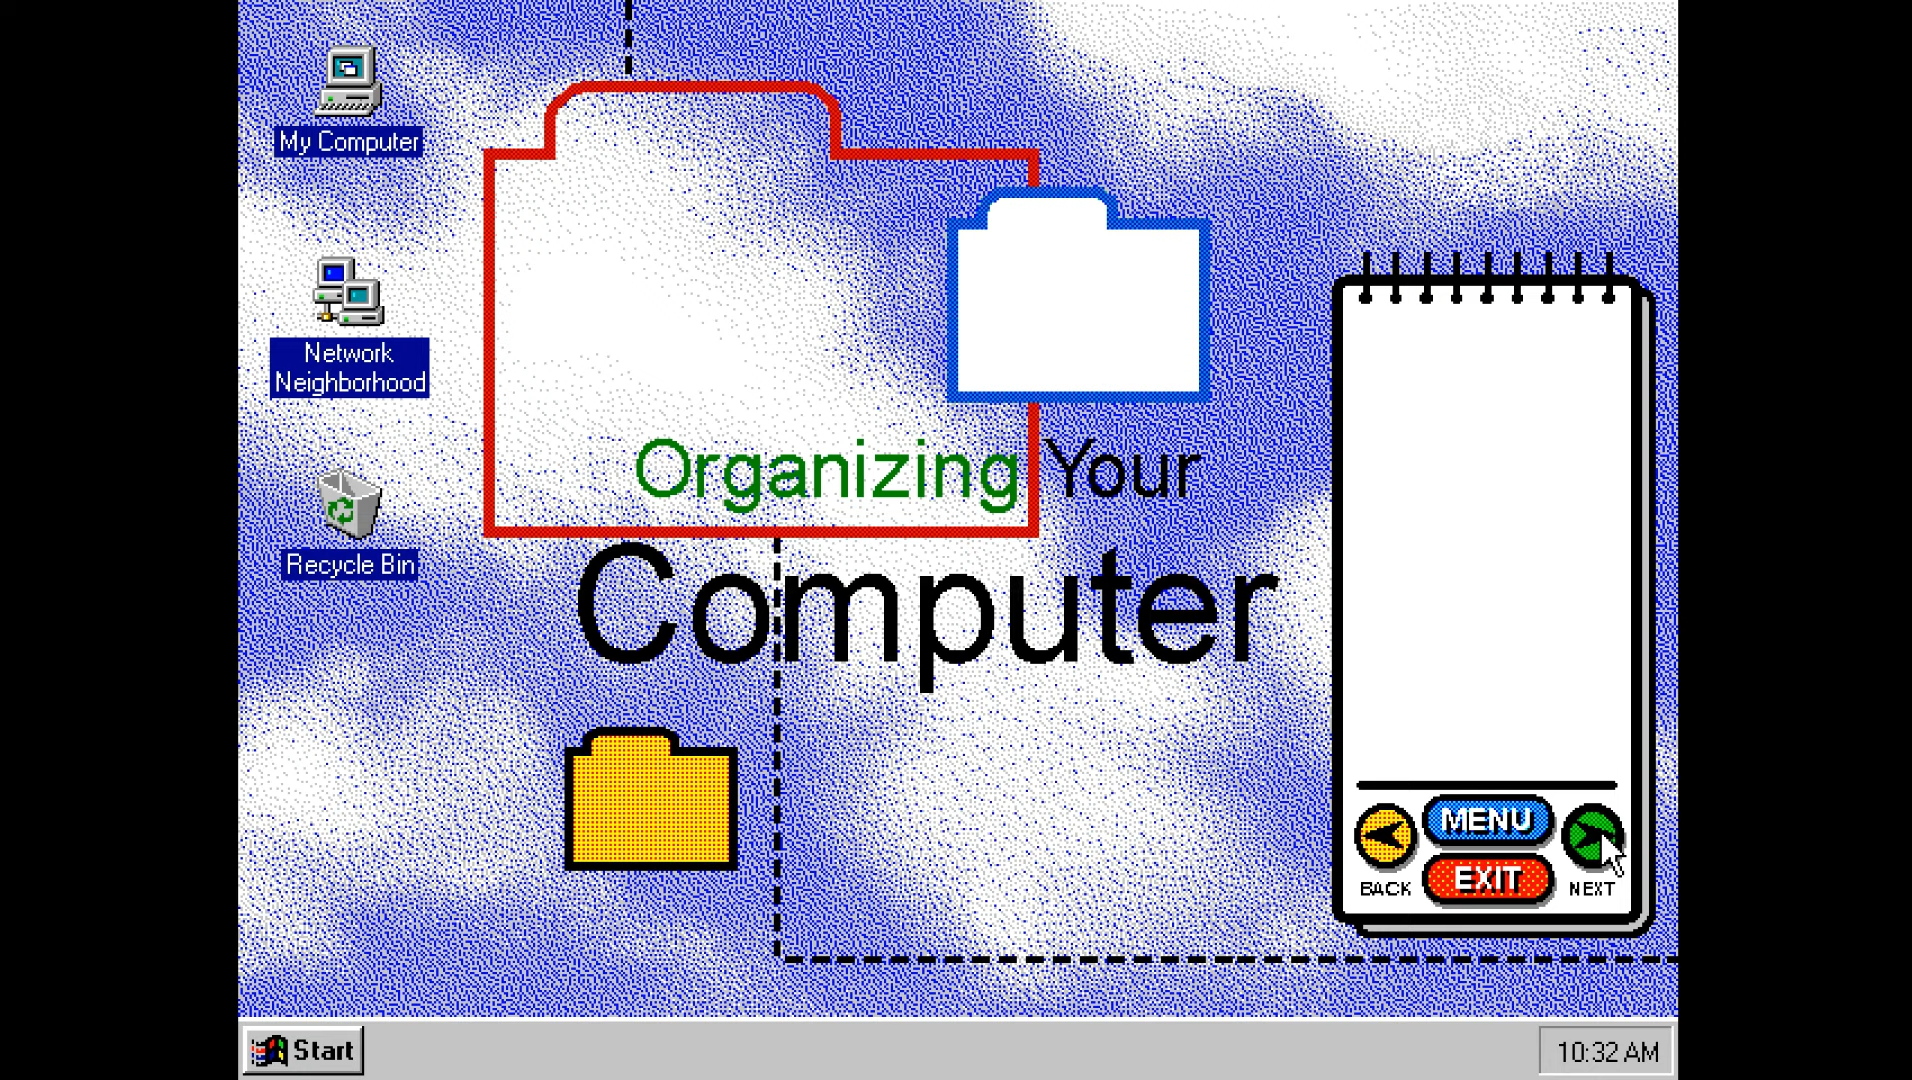 My Computer
Network
Neighborhood
Recycle Bin
Organizing Your
Computer
MENU
EXIT
BACK
NEXT
Start
10:32 AM